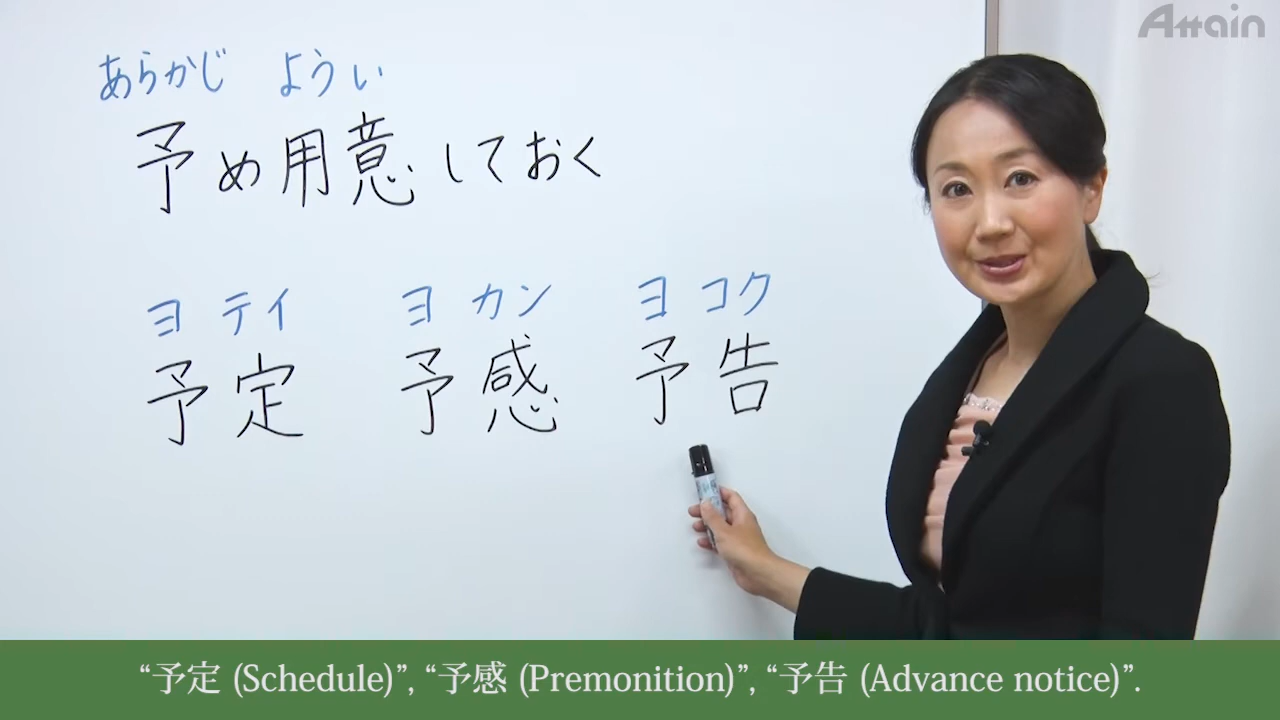 Attain
あらかじ ようい
予め用意しておく
ヨテイ ヨカン ヨコク
予定 予感 予告
“予定 (Schedule)”, “予感 (Premonition)”, “予告 (Advance notice)”.